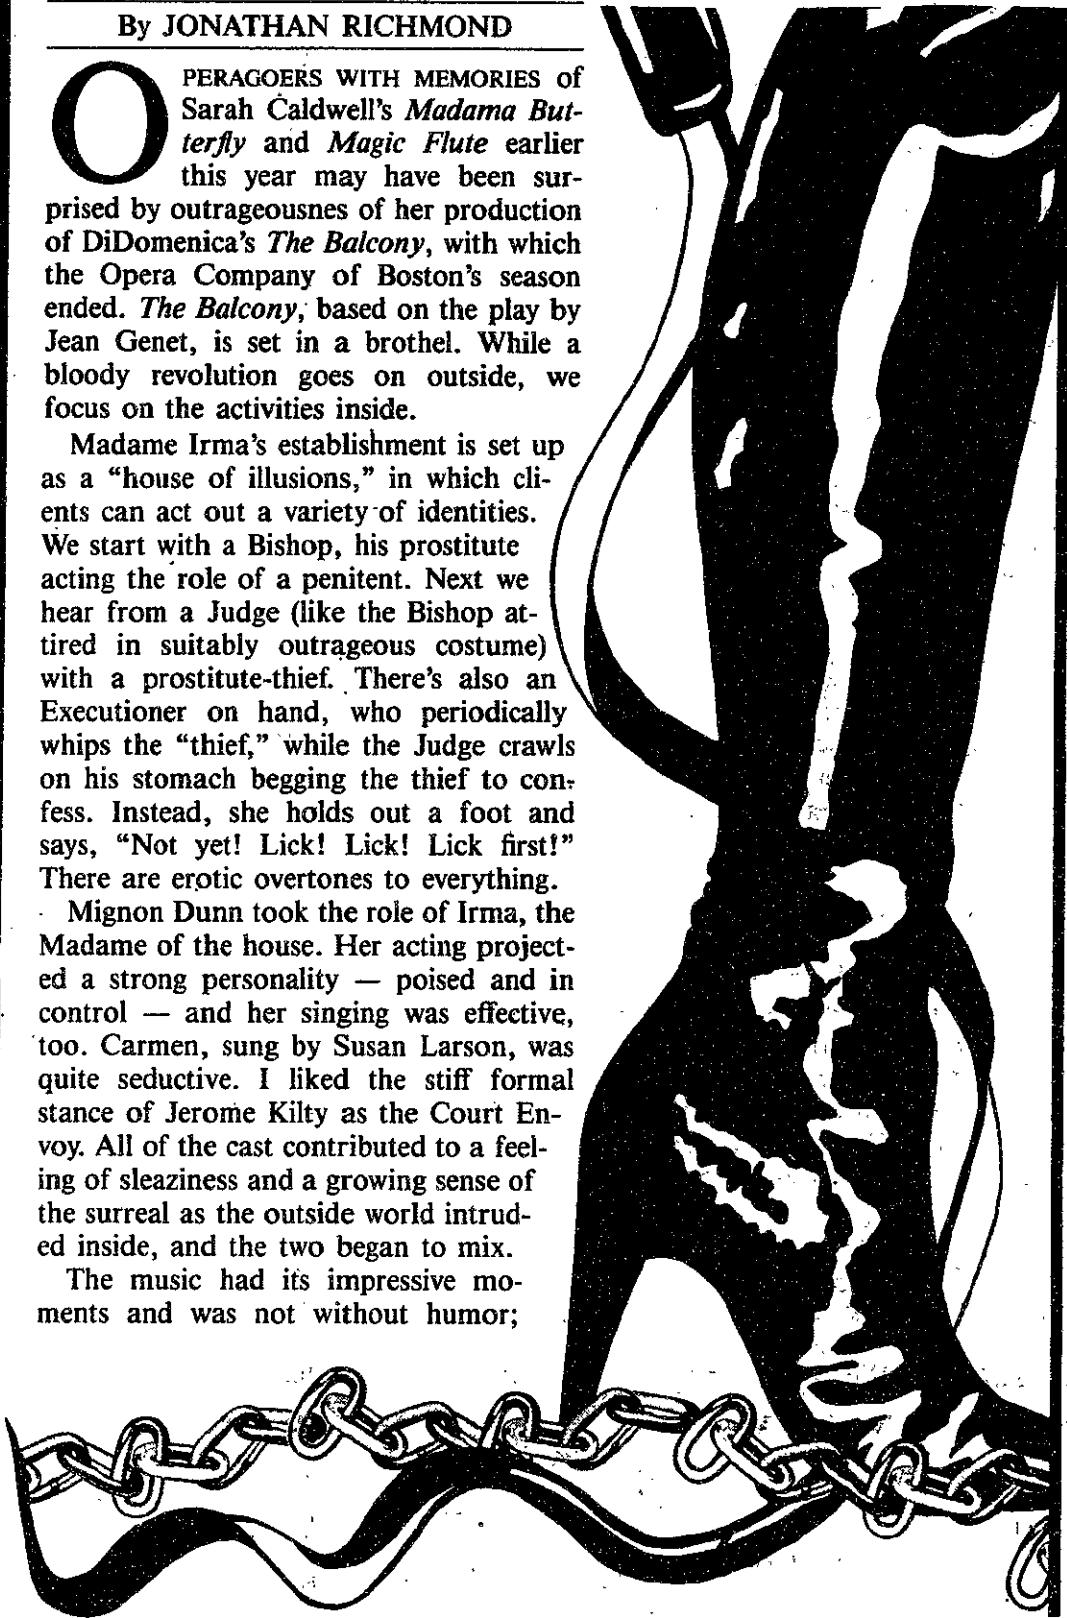 By JONATHAN RICHMOND
OPERAGOERS WITH MEMORIES of
Sarah Caldwell's Madama But-
terfly and Magic Flute earlier
this year may have been sur-
prised by outrageousnes of her production
of DiDomenica's The Balcony, with which
the Opera Company of Boston's season
ended. The Balcony, based on the play by
Jean Genet, is set in a brothel. While a
bloody revolution goes on outside, we
focus on the activities inside.
Madame Irma's establishment is set up
as a “house of illusions,” in which cli-
ents can act out a variety of identities.
We start with a Bishop, his prostitute
acting the role of a penitent. Next we
hear from a Judge (like the Bishop at-
tired in suitably outrageous costume)
with a prostitute-thief. There's also an
Executioner on hand, who periodically
whips the “thief,” while the Judge crawls
on his stomach begging the thief to con-
fess. Instead, she holds out a foot and
says, “Not yet! Lick! Lick! Lick first!”
There are erotic overtones to everything.
Mignon Dunn took the role of Irma, the
Madame of the house. Her acting project-
ed a strong personality — poised and in
control — and her singing was effective,
too. Carmen, sung by Susan Larson, was
quite seductive. I liked the stiff formal
stance of Jerome Kilty as the Court En-
voy. All of the cast contributed to a feel-
ing of sleaziness and a growing sense of
the surreal as the outside world intrud-
ed inside, and the two began to mix.
The music had its impressive mo-
ments and was not without humor;